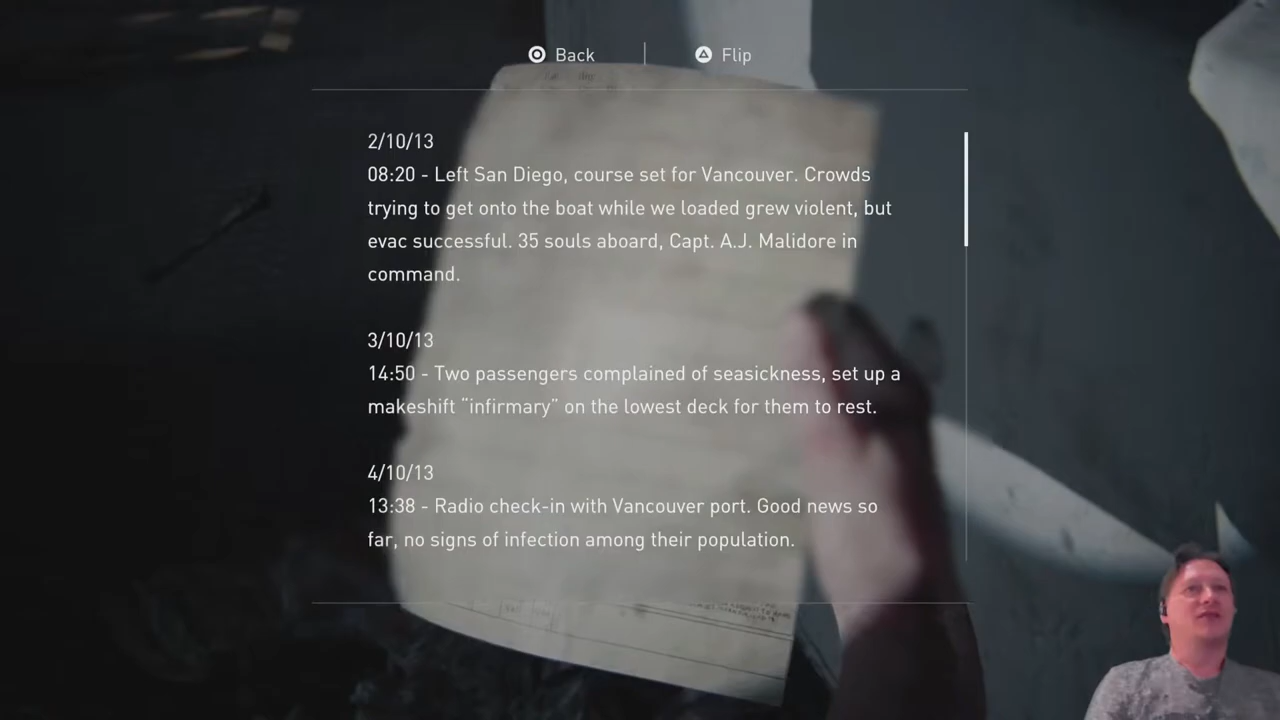 Back
Flip
2/10/13
08:20 - Left San Diego, course set for Vancouver. Crowds
trying to get onto the boat while we loaded grew violent, but
evac successful. 35 souls aboard, Capt. A.J. Malidore in
command.
3/10/13
14:50 - Two passengers complained of seasickness, set up a
makeshift "infirmary" on the lowest deck for them to rest.
4/10/13
13:38 - Radio check-in with Vancouver port. Good news so
far, no signs of infection among their population.